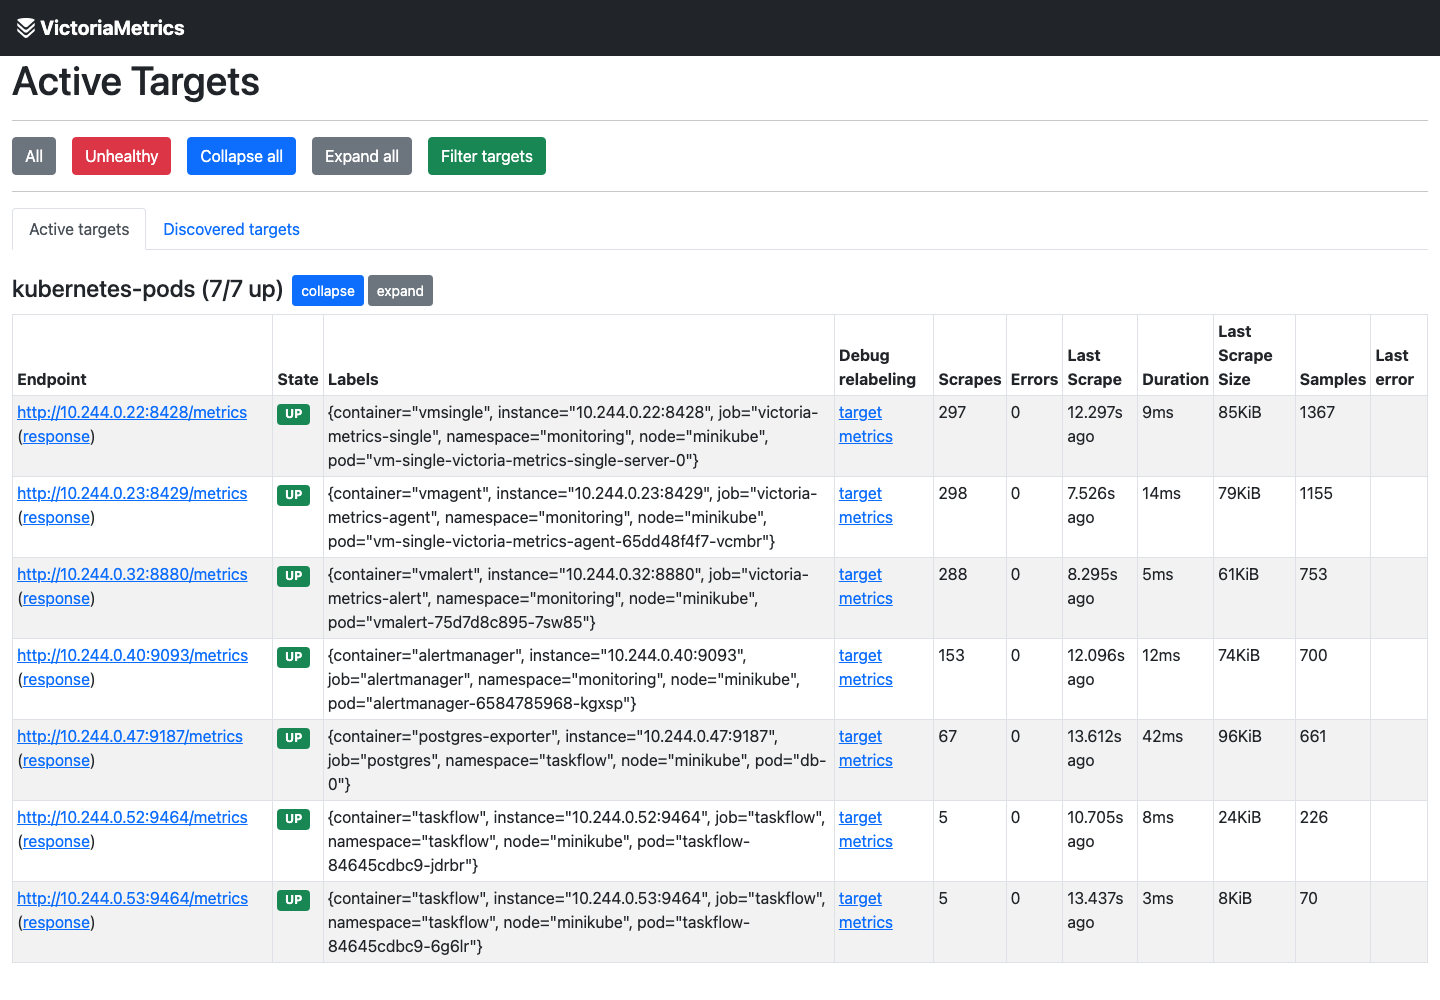 VictoriaMetrics
Active Targets
All Unhealthy Collapse all Expand all Filter targets
Active targets Discovered targets
kubernetes-pods (7/7 up) collapse expand
Endpoint State Labels Debug relabeling Scrapes Errors Last Scrape Duration Last Scrape Size Samples Last error
http://10.244.0.22:8428/metrics UP {container="vmsingle", instance="10.244.0.22:8428", job="victoria- target 297 0 12.297s 9ms 85KiB 1367
(response) metrics-single", namespace="monitoring", node="minikube", metrics ago
pod="vm-single-victoria-metrics-single-server-0"}
http://10.244.0.23:8429/metrics UP {container="vmagent", instance="10.244.0.23:8429", job="victoria- target 298 0 7.526s 14ms 79KiB 1155
(response) metrics-agent", namespace="monitoring", node="minikube", metrics ago
pod="vm-single-victoria-metrics-agent-65dd48f4f7-vcmbr"}
http://10.244.0.32:8880/metrics UP {container="vmalert", instance="10.244.0.32:8880", job="victoria- target 288 0 8.295s 5ms 61KiB 753
(response) metrics-alert", namespace="monitoring", node="minikube", metrics ago
pod="vmalert-75d7d8c895-7sw85"}
http://10.244.0.40:9093/metrics UP {container="alertmanager", instance="10.244.0.40:9093", target 153 0 12.096s 12ms 74KiB 700
(response) job="alertmanager", namespace="monitoring", node="minikube", metrics ago
pod="alertmanager-6584785968-kgxsp"}
http://10.244.0.47:9187/metrics UP {container="postgres-exporter", instance="10.244.0.47:9187", target 67 0 13.612s 42ms 96KiB 661
(response) job="postgres", namespace="taskflow", node="minikube", pod="db- metrics ago
0"}
http://10.244.0.52:9464/metrics UP {container="taskflow", instance="10.244.0.52:9464", job="taskflow", target 5 0 10.705s 8ms 24KiB 226
(response) namespace="taskflow", node="minikube", pod="taskflow- metrics ago
84645cdbc9-jdrbr"}
http://10.244.0.53:9464/metrics UP {container="taskflow", instance="10.244.0.53:9464", job="taskflow", target 5 0 13.437s 3ms 8KiB 70
(response) namespace="taskflow", node="minikube", pod="taskflow- metrics ago
84645cdbc9-6g6lr"}